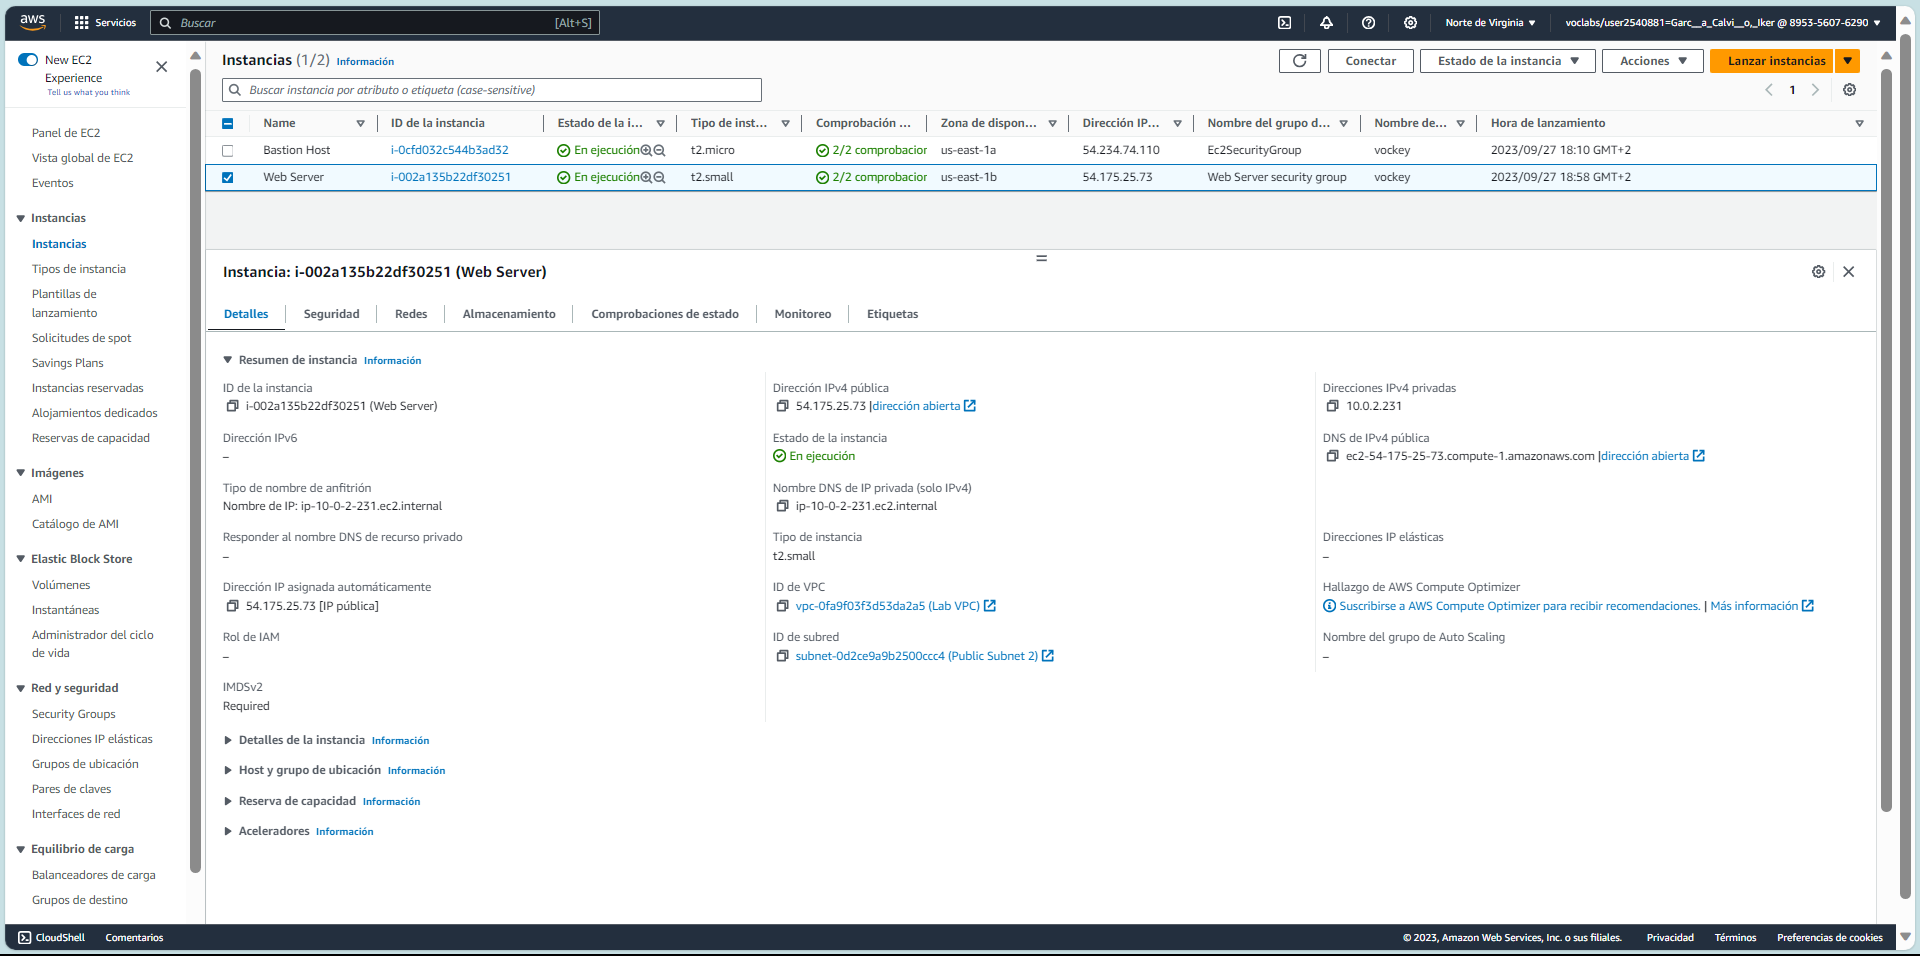 aws
Servicios
Buscar
[Alt+S]
Norte de Virginia
voclabs/user2540881=Garc__a_Calvi__o,_Iker @ 8953-5607-6290
New EC2
Experience
Tell us what you think
Panel de EC2
Vista global de EC2
Eventos
Instancias
Instancias
Tipos de instancia
Plantillas de
lanzamiento
Solicitudes de spot
Savings Plans
Instancias reservadas
Alojamientos dedicados
Reservas de capacidad
Imágenes
AMI
Catálogo de AMI
Elastic Block Store
Volúmenes
Instantáneas
Administrador del ciclo
de vida
Red y seguridad
Security Groups
Direcciones IP elásticas
Grupos de ubicación
Pares de claves
Interfaces de red
Equilibrio de carga
Balanceadores de carga
Grupos de destino
Instancias (1/2) Información
Conectar
Estado de la instancia
Acciones
Lanzar instancias
Buscar instancia por atributo o etiqueta (case-sensitive)
1
Name ID de la instancia Estado de la i... Tipo de inst... Comprobación ... Zona de dispon... Dirección IP... Nombre del grupo d... Nombre de... Hora de lanzamiento
Bastion Host i-0cfd032c544b3ad32 En ejecución t2.micro 2/2 comprobacior us-east-1a 54.234.74.110 Ec2SecurityGroup vockey 2023/09/27 18:10 GMT+2
Web Server i-002a135b22df30251 En ejecución t2.small 2/2 comprobacior us-east-1b 54.175.25.73 Web Server security group vockey 2023/09/27 18:58 GMT+2
Instancia: i-002a135b22df30251 (Web Server)
Detalles Seguridad Redes Almacenamiento Comprobaciones de estado Monitoreo Etiquetas
Resumen de instancia Información
ID de la instancia
i-002a135b22df30251 (Web Server)
Dirección IPv4 pública
54.175.25.73 |dirección abierta
Direcciones IPv4 privadas
10.0.2.231
Dirección IPv6
–
Estado de la instancia
En ejecución
DNS de IPv4 pública
ec2-54-175-25-73.compute-1.amazonaws.com |dirección abierta
Tipo de nombre de anfitrión
Nombre de IP: ip-10-0-2-231.ec2.internal
Nombre DNS de IP privada (solo IPv4)
ip-10-0-2-231.ec2.internal
Responder al nombre DNS de recurso privado
–
Tipo de instancia
t2.small
Direcciones IP elásticas
–
Dirección IP asignada automáticamente
54.175.25.73 [IP pública]
ID de VPC
vpc-0fa9f03f3d53da2a5 (Lab VPC)
Hallazgo de AWS Compute Optimizer
Suscribirse a AWS Compute Optimizer para recibir recomendaciones. | Más información
Rol de IAM
–
ID de subred
subnet-0d2ce9a9b2500ccc4 (Public Subnet 2)
Nombre del grupo de Auto Scaling
–
IMDSv2
Required
Detalles de la instancia Información
Host y grupo de ubicación Información
Reserva de capacidad Información
Aceleradores Información
CloudShell
Comentarios
© 2023, Amazon Web Services, Inc. o sus filiales.
Privacidad
Términos
Preferencias de cookies